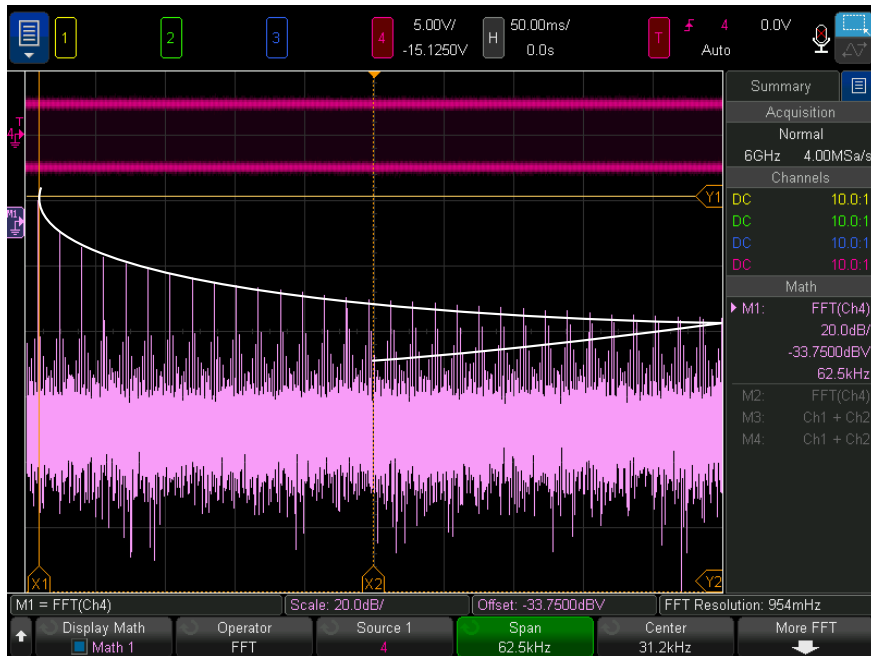 1 2 3 4 5.00V/ -15.1250V H 50.00ms/ 0.0s T 4 0.0V Auto
Summary
Acquisition
Normal
6GHz 4.00MSa/s
Channels
DC 10.0:1
DC 10.0:1
DC 10.0:1
DC 10.0:1
Math
M1: FFT(Ch4)
20.0dB/
-33.7500dBV
62.5kHz
M2: FFT(Ch4)
M3: Ch1 + Ch2
M4: Ch1 + Ch2
T
4
M1
Y1
X1 X2 Y2
M1 = FFT(Ch4) Scale: 20.0dB/ Offset: -33.7500dBV FFT Resolution: 954mHz
Display Math Operator Source 1 Span Center More FFT
Math 1 FFT 4 62.5kHz 31.2kHz